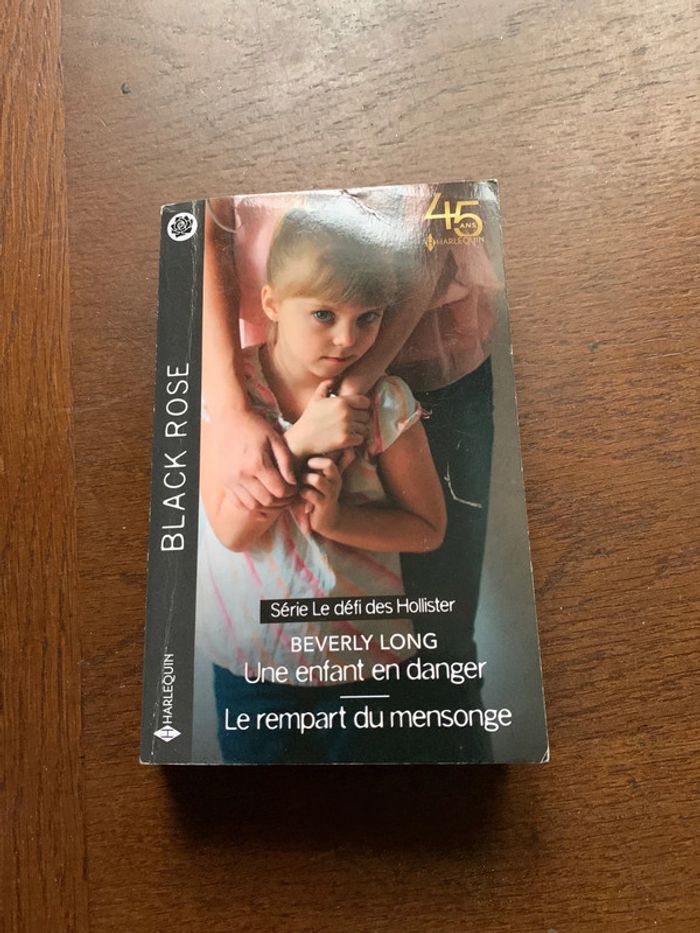 45
ANS
HARLEQUIN
BLACK ROSE
HARLEQUIN™
Série Le défi des Hollister
BEVERLY LONG
Une enfant en danger
Le rempart du mensonge